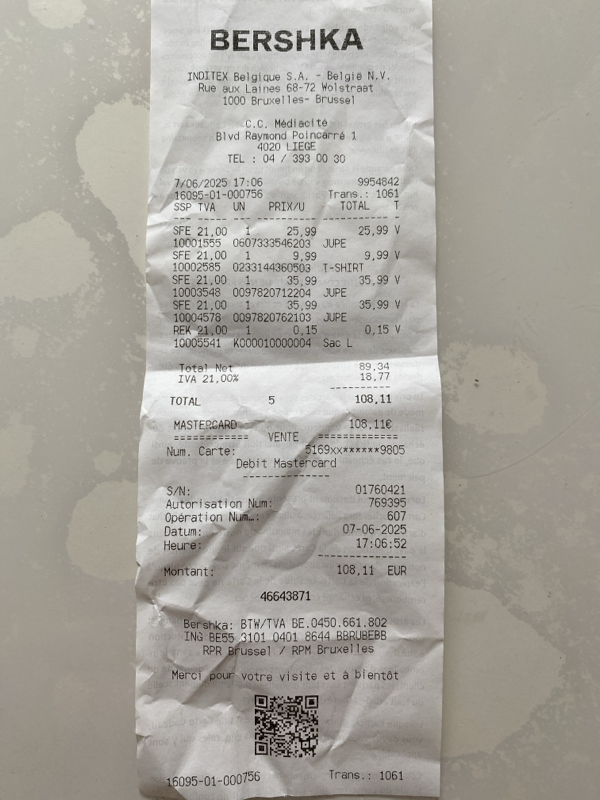 BERSHKA
INDITEX Belgique S.A. - België N.V.
Rue aux Laines 68-72 Wolstraat
1000 Bruxelles- Brussel
C.C. Médiacité
Blvd Raymond Poincarré 1
4020 LIEGE
TEL : 04 / 393 00 30
7/06/2025 17:06 9954842
16095-01-000756 Trans.: 1061
SSP TVA UN PRIX/U TOTAL T
SFE 21,00 1 25,99 25,99 V
10001555 0607333546203 JUPE
SFE 21,00 1 9,99 9,99 V
10002585 0233144360503 T-SHIRT
SFE 21,00 1 35,99 35,99 V
10003548 0097820712204 JUPE
SFE 21,00 1 35,99 35,99 V
10004578 0097820762103 JUPE
REK 21,00 1 0,15 0,15 V
10005541 K000010000004 Sac L
Total Net 89,34
IVA 21,00% 18,77
TOTAL 5 108,11
MASTERCARD 108,11€
============ VENTE ============
Num. Carte: 5169xx******9805
Debit Mastercard
S/N: 01760421
Autorisation Num: 769395
Opération Num…: 607
Datum: 07-06-2025
Heure: 17:06:52
Montant: 108,11 EUR
46643871
Bershka: BTW/TVA BE.0450.661.802
ING BE55 3101 0401 8644 BBRUBEBB
RPR Brussel / RPM Bruxelles
Merci pour votre visite et à bientôt
16095-01-000756 Trans.: 1061